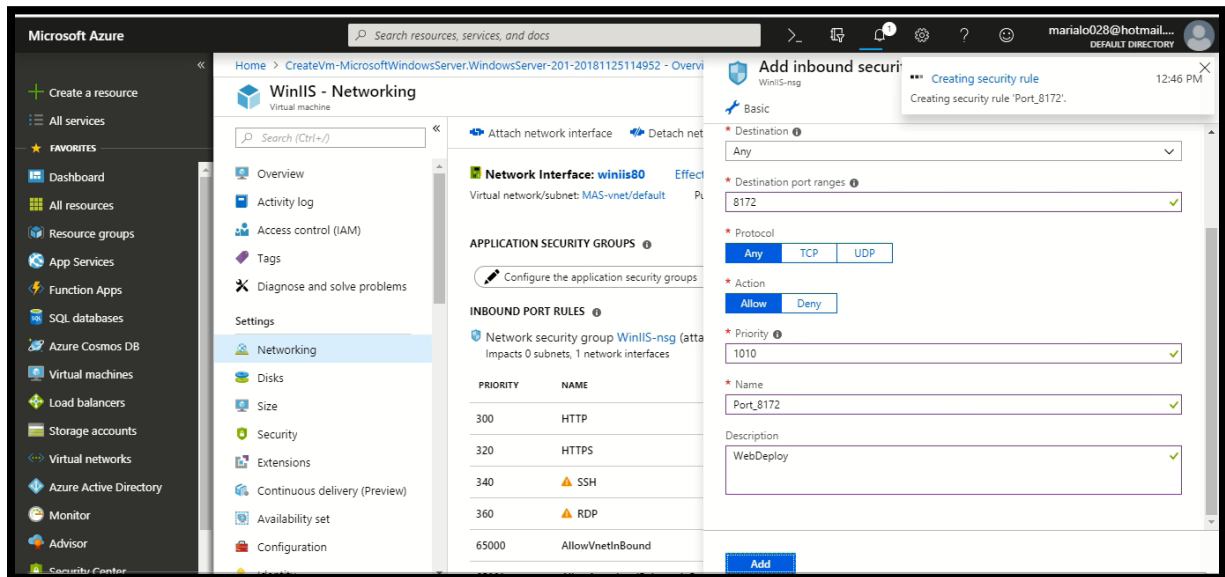 Microsoft Azure
Search resources, services, and docs
1
marialo028@hotmail....
DEFAULT DIRECTORY
Create a resource
All services
FAVORITES
Dashboard
All resources
Resource groups
App Services
Function Apps
SQL databases
Azure Cosmos DB
Virtual machines
Load balancers
Storage accounts
Virtual networks
Azure Active Directory
Monitor
Advisor
Security Center
Home > CreateVm-MicrosoftWindowsServer.WindowsServer-201-20181125114952 - Overvi
WinIIS - Networking
Virtual machine
Search (Ctrl+/)
Overview
Activity log
Access control (IAM)
Tags
Diagnose and solve problems
Settings
Networking
Disks
Size
Security
Extensions
Continuous delivery (Preview)
Availability set
Configuration
Attach network interface Detach net
Network Interface: winiis80 Effect
Virtual network/subnet: MAS-vnet/default Pu
APPLICATION SECURITY GROUPS
Configure the application security groups
INBOUND PORT RULES
Network security group WinIIS-nsg (atta
Impacts 0 subnets, 1 network interfaces
PRIORITY NAME
300 HTTP
320 HTTPS
340 SSH
360 RDP
65000 AllowVnetInBound
Add inbound securi
WinIIS-nsg
Basic
* Destination
Any
* Destination port ranges
8172
* Protocol
Any TCP UDP
* Action
Allow Deny
* Priority
1010
* Name
Port_8172
Description
WebDeploy
Add
Creating security rule 12:46 PM
Creating security rule 'Port_8172'.